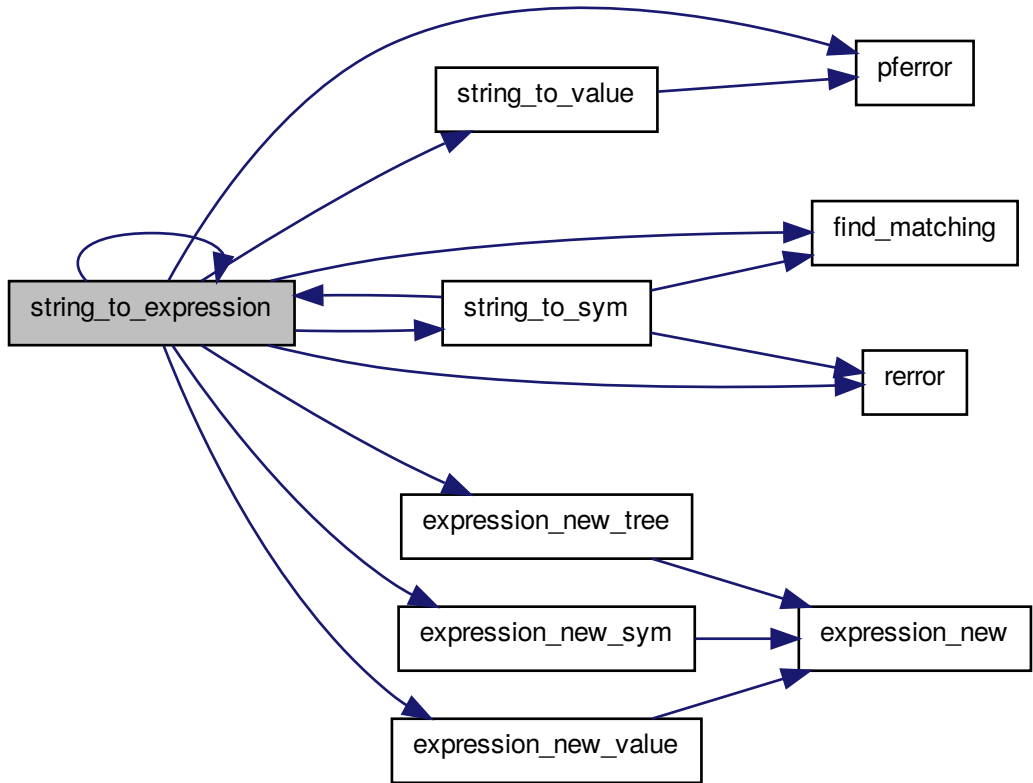 pferror
string_to_value
find_matching
string_to_expression
string_to_sym
rerror
expression_new_tree
expression_new_sym
expression_new
expression_new_value